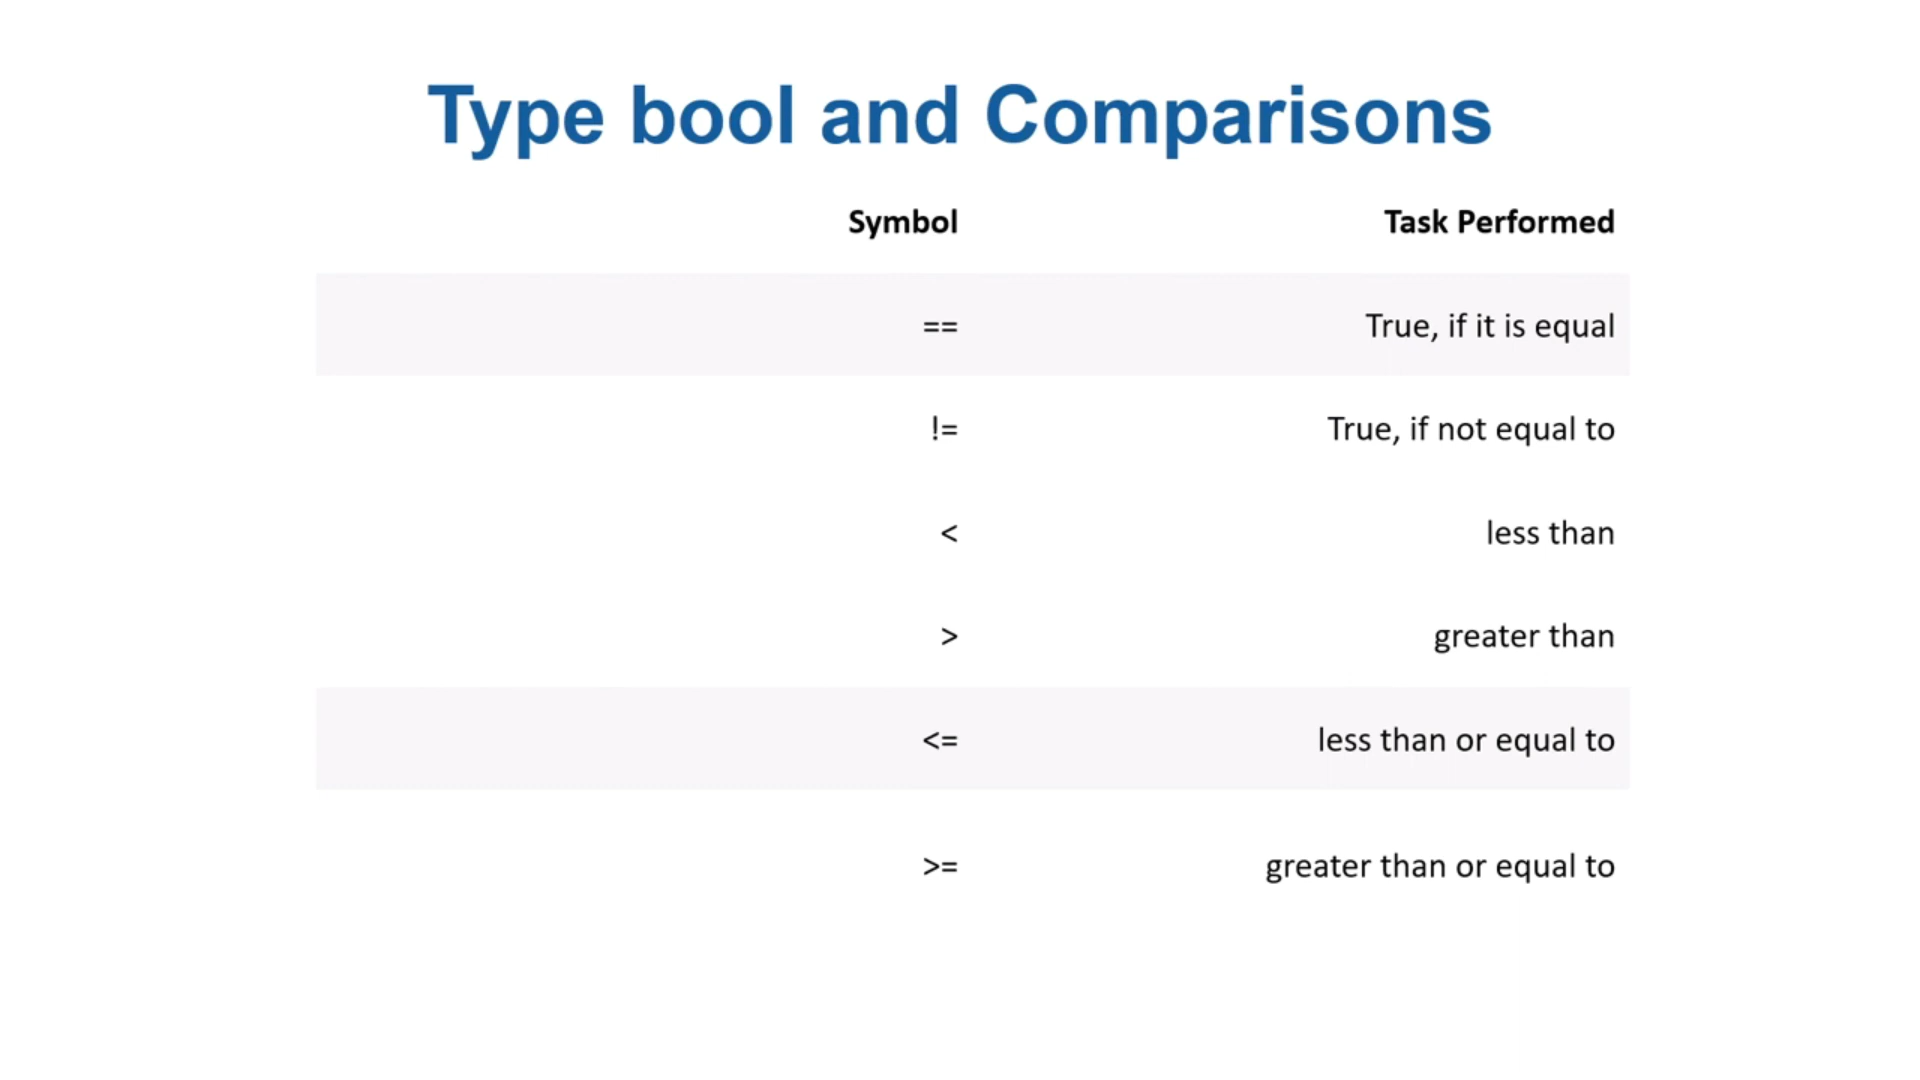 Type bool and Comparisons
Symbol Task Performed
== True, if it is equal
!= True, if not equal to
< less than
> greater than
<= less than or equal to
>= greater than or equal to